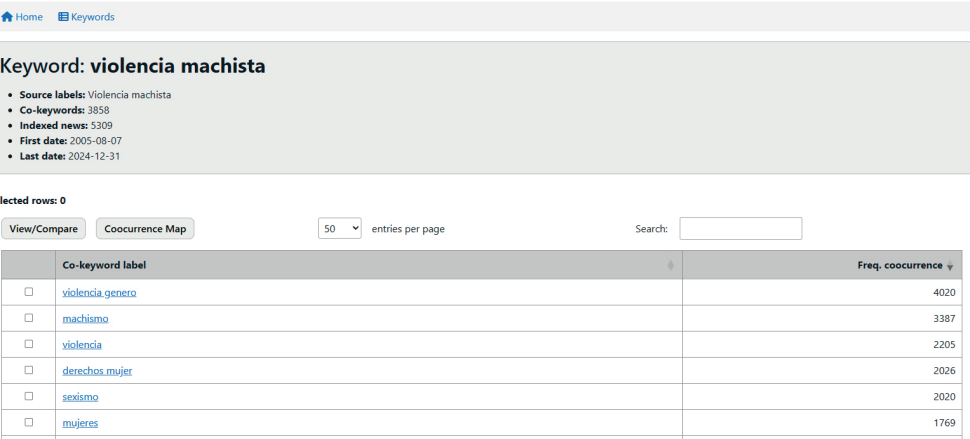 Home Keywords
Keyword: violencia machista
Source labels: Violencia machista
Co-keywords: 3858
Indexed news: 5309
First date: 2005-08-07
Last date: 2024-12-31
lected rows: 0
View/Compare Coocurrence Map 50 entries per page Search:
Co-keyword label Freq. coocurrence
violencia genero 4020
machismo 3387
violencia 2205
derechos mujer 2026
sexismo 2020
mujeres 1769